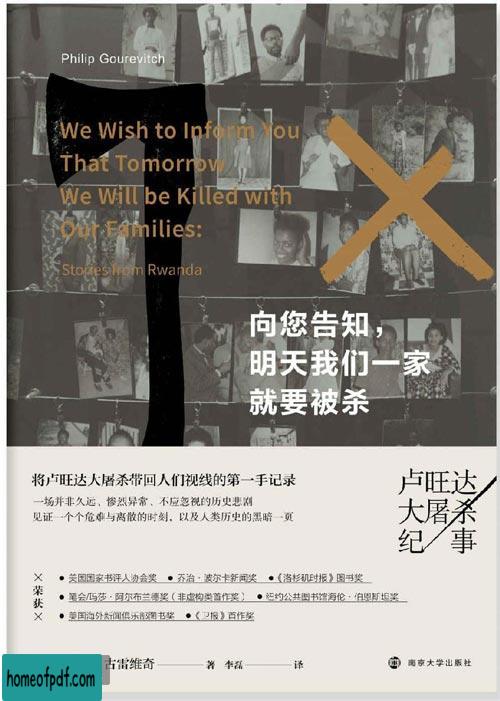 Philip Gourevitch
We Wish to Inform You
That Tomorrow
We Will be Killed with
Our Families:
Stories from Rwanda
向您告知，
明天我们一家
就要被杀
将卢旺达大屠杀带回人们视线的第一手记录
一场并非久远、惨烈异常、不应忽视的历史悲剧
见证一个个危难与离散的时刻，以及人类历史的黑暗一页
卢旺达
大屠杀
纪事
荣获
● 美国国家书评人协会奖 ● 乔治·波尔卡新闻奖 ● 《洛杉矶时报》图书奖
● 笔会/玛莎·阿尔布兰德奖（非虚构类首作奖） ● 纽约公共图书馆海伦·伯恩斯坦奖
● 美国海外新闻俱乐部图书奖 ● 《卫报》首作奖
古雷维奇 著 李磊 译
南京大学出版社
homeofpdf.com